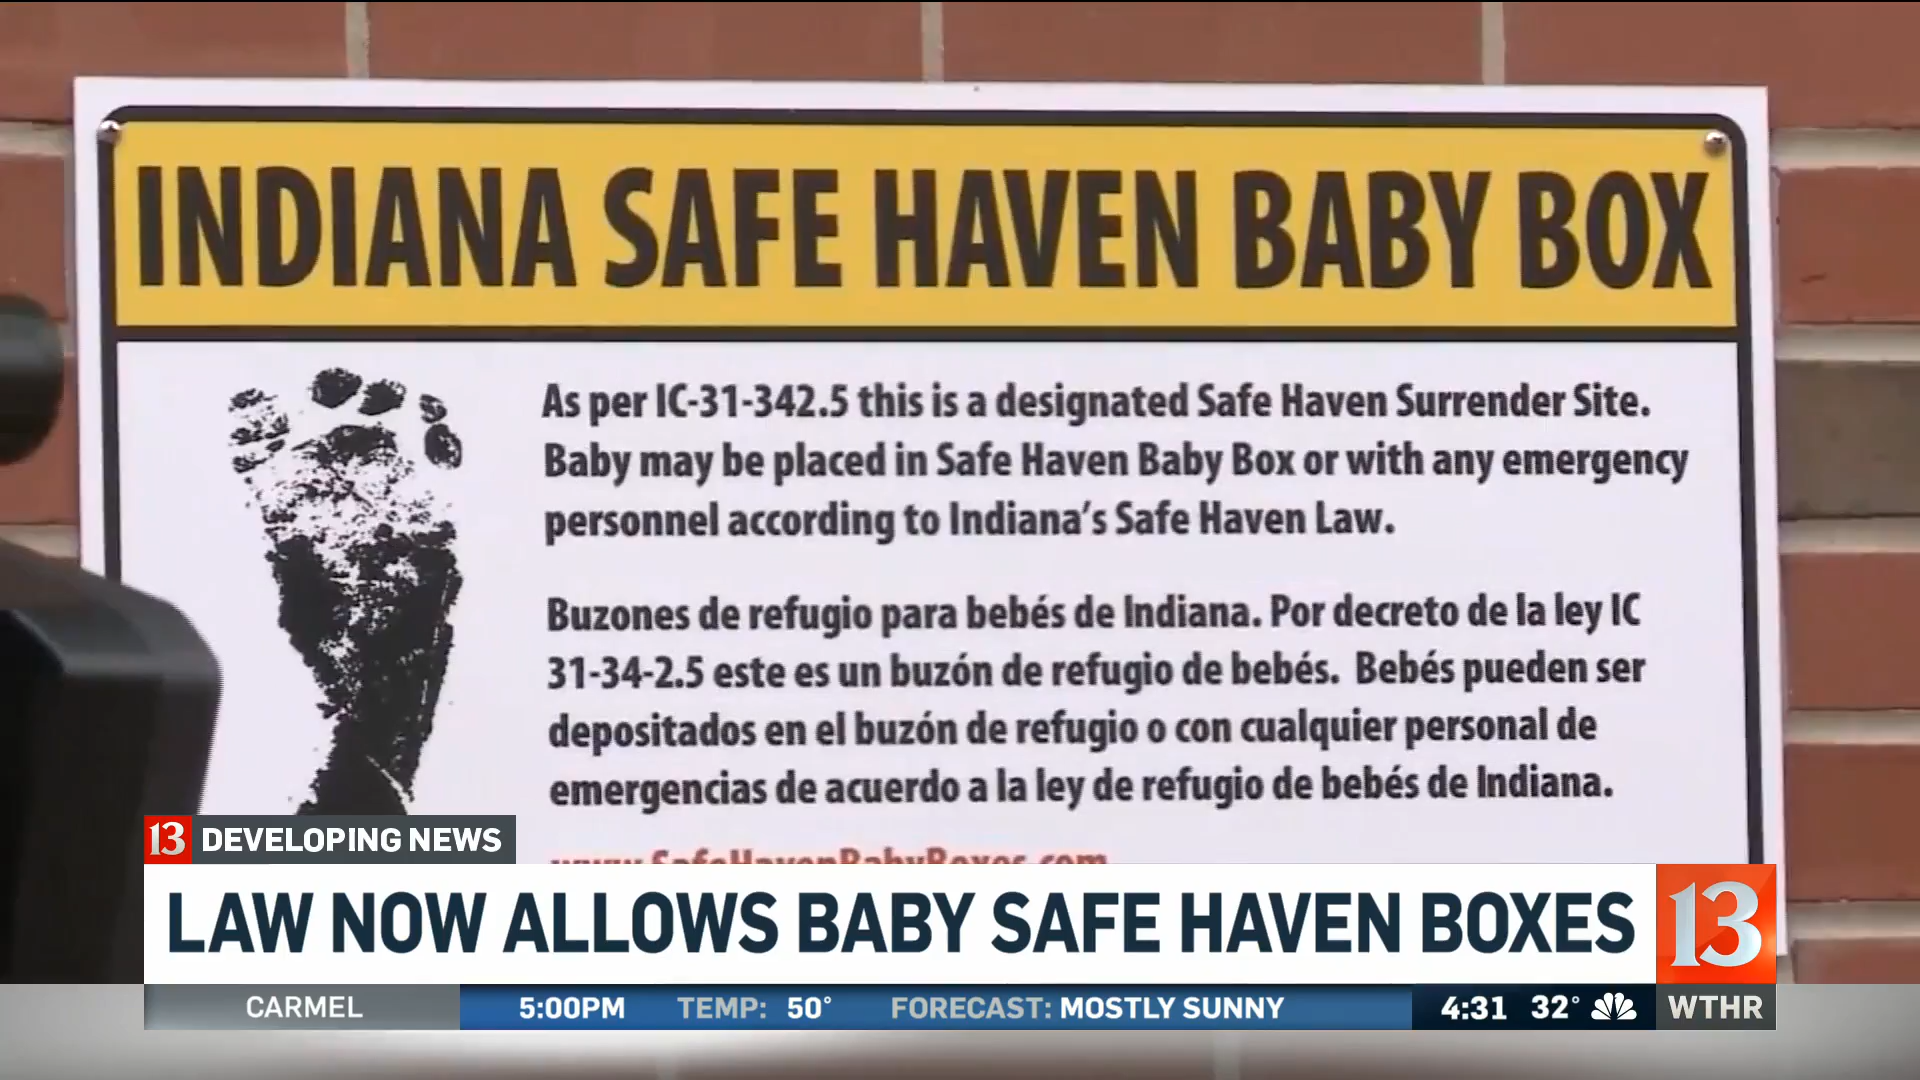 INDIANA SAFE HAVEN BABY BOX
As per IC-31-342.5 this is a designated Safe Haven Surrender Site.
Baby may be placed in Safe Haven Baby Box or with any emergency
personnel according to Indiana's Safe Haven Law.
Buzones de refugio para bebés de Indiana. Por decreto de la ley IC
31-34-2.5 este es un buzón de refugio de bebés. Bebés pueden ser
depositados en el buzón de refugio o con cualquier personal de
emergencias de acuerdo a la ley de refugio de bebés de Indiana.
www.SafeHavenBabyBoxes.com
13 DEVELOPING NEWS
LAW NOW ALLOWS BABY SAFE HAVEN BOXES 13
CARMEL 5:00PM TEMP: 50° FORECAST: MOSTLY SUNNY 4:31 32° WTHR